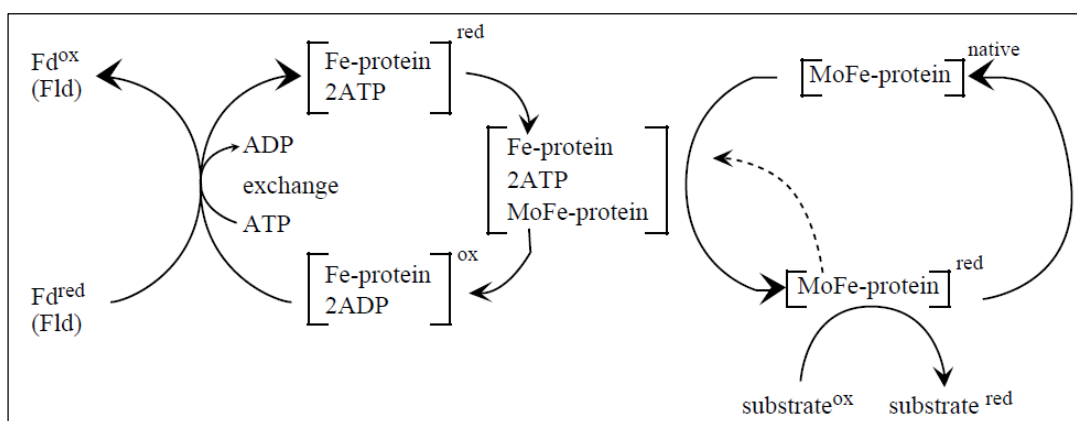 Fd^ox
(Fld)
Fe-protein
2ATP
red
ADP
exchange
ATP
Fd^red
(Fld)
Fe-protein
2ADP
ox
Fe-protein
2ATP
MoFe-protein
MoFe-protein
native
MoFe-protein
red
substrate^ox
substrate^red